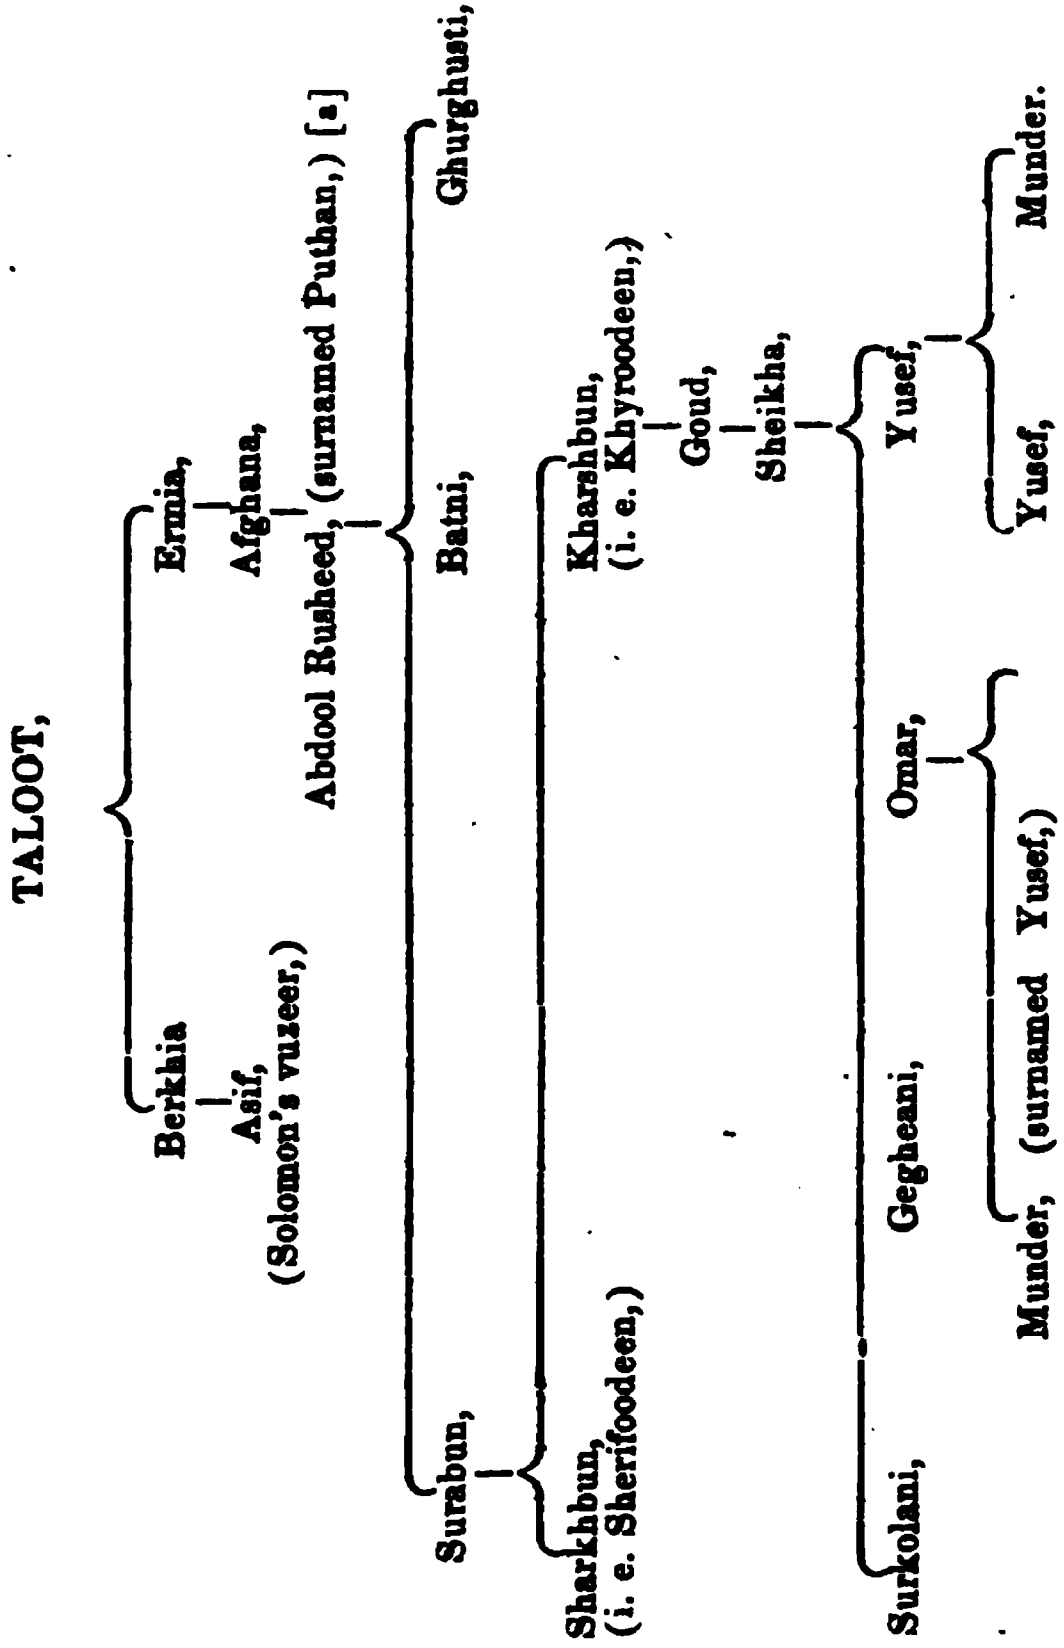 TALOOT,
Berkhia Ermia,
Asif, Afghana,
(Solomon's vuzeer,)
Abdool Rusheed, (surnamed Puthan,) [a]
Surabun, Batni, Ghurghusti,
Sharkhbun, Kharshbun,
(i. e. Sherifoodeen,) (i. e. Khyroodeen,)
Goud,
Sheikha,
Surkolani, Gegheani, Omar, Yusef,
Munder, (surnamed Yusef,) Yusef, Munder.